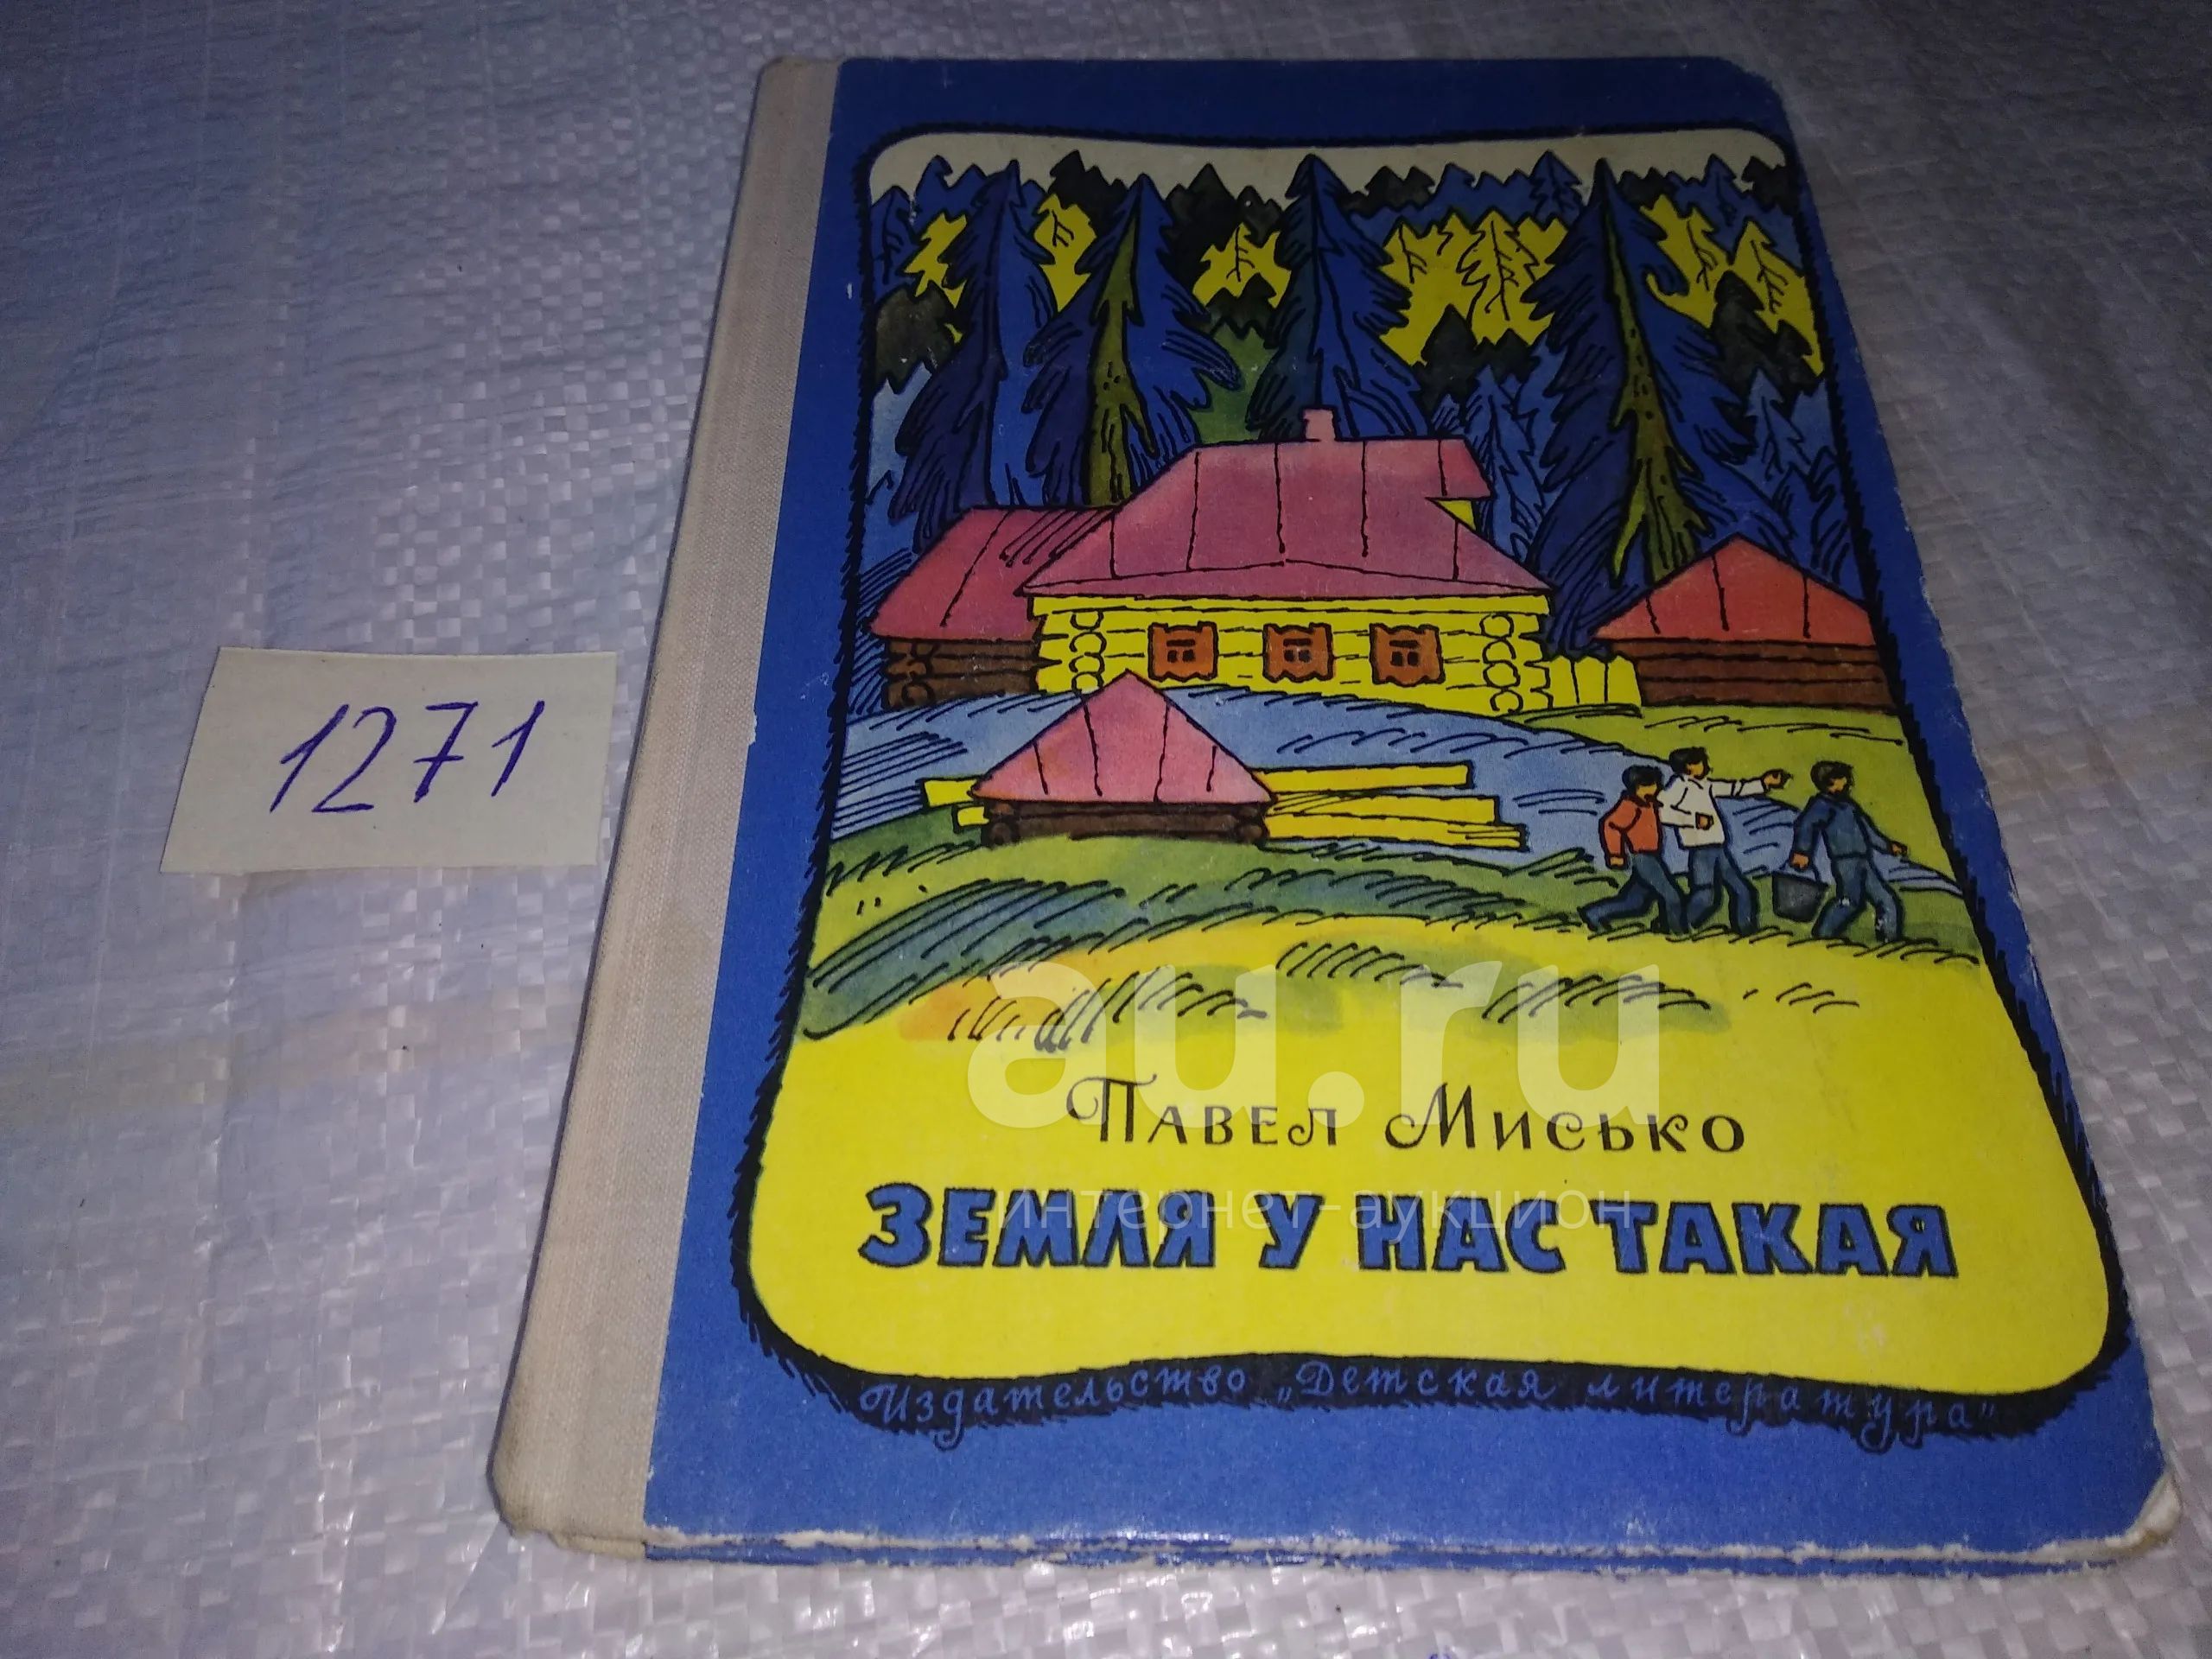 1271
au.ru
Павел Мисько
интернет-аукцион
ЗЕМЛЯ У НАС ТАКАЯ
Издательство „Детская литература"